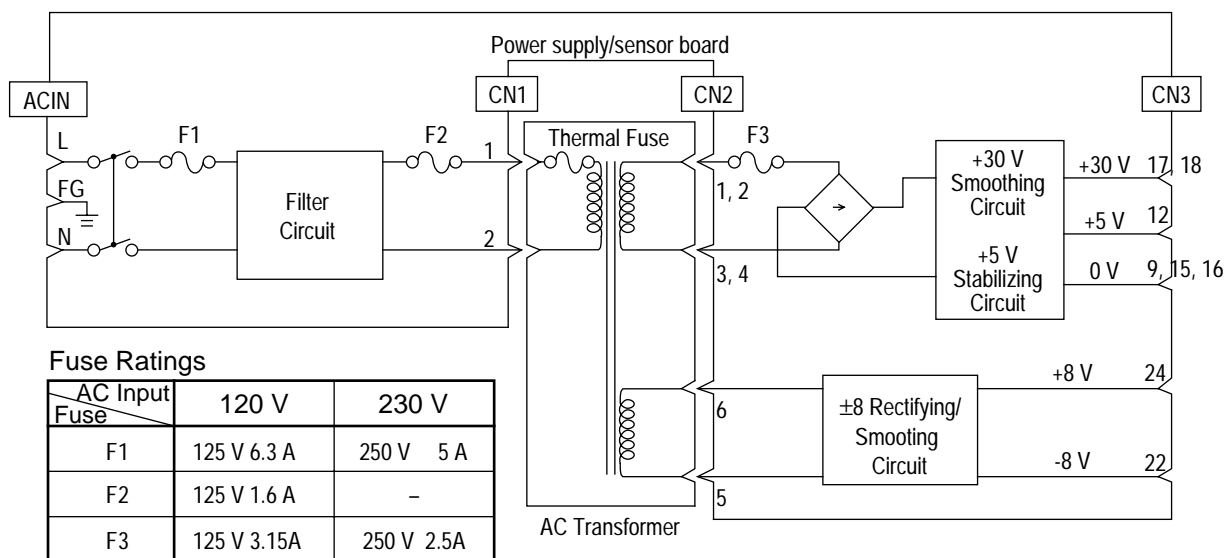 Power supply/sensor board
ACIN
CN1
CN2
CN3
L
F1
F2
1
Thermal Fuse
F3
FG
N
Filter
Circuit
2
1, 2
3, 4
+30 V
Smoothing
Circuit
+5 V
Stabilizing
Circuit
+30 V
17, 18
+5 V
12
0 V
9, 15, 16
6
5
±8 Rectifying/
Smooting
Circuit
+8 V
24
-8 V
22
AC Transformer
Fuse Ratings
AC Input
Fuse
120 V
230 V
F1
125 V 6.3 A
250 V 5 A
F2
125 V 1.6 A
–
F3
125 V 3.15A
250 V 2.5A